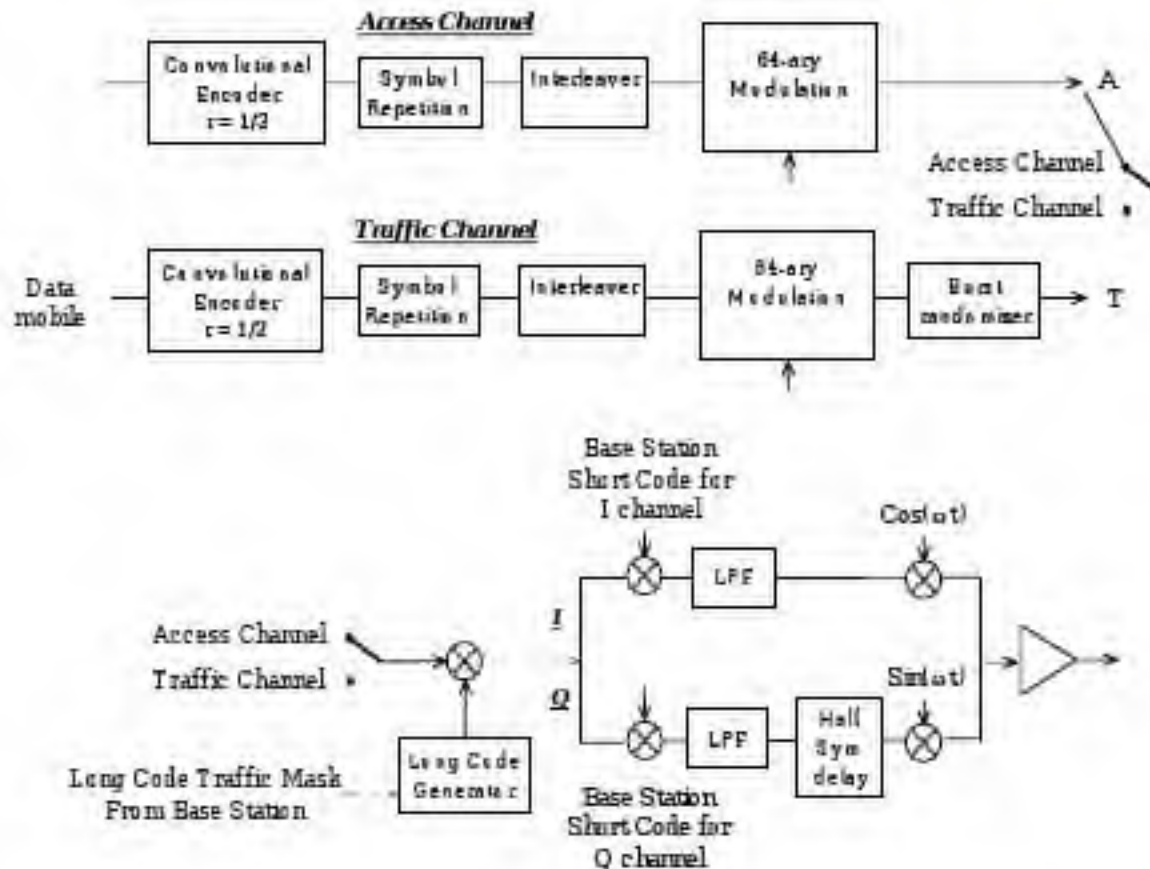 Access Channel
Convolutional
Encoder
r = 1/3
Symbol
Repetition
Interleaver
64-ary
Modulation
A
Access Channel
Traffic Channel
Traffic Channel
Data
mobile
Convolutional
Encoder
r = 1/2
Symbol
Repetition
Interleaver
64-ary
Modulation
T
Base Station
Short Code for
I channel
Cos(ωt)
LPF
I
Access Channel
Traffic Channel
Q
Sin(ωt)
LPF
Half
Sym
delay
Long Code
Generator
Long Code Traffic Mask
From Base Station
Base Station
Short Code for
Q channel